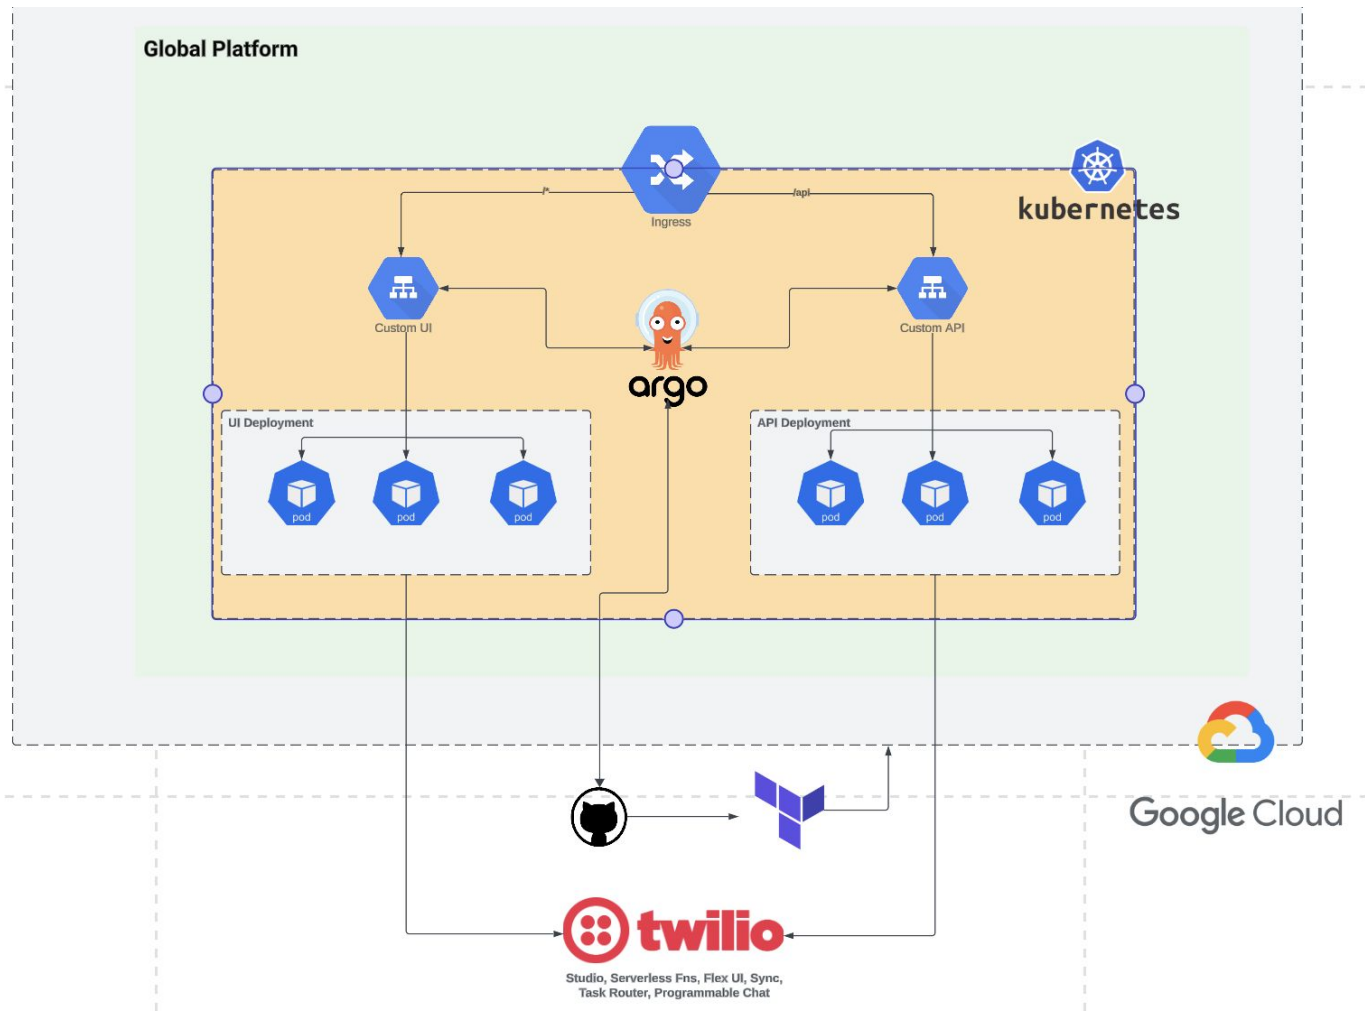 Global Platform
kubernetes
/*
/api
Ingress
Custom UI
Custom API
argo
UI Deployment
API Deployment
pod
pod
pod
pod
pod
pod
Google Cloud
twilio
Studio, Serverless Fns, Flex UI, Sync,
Task Router, Programmable Chat